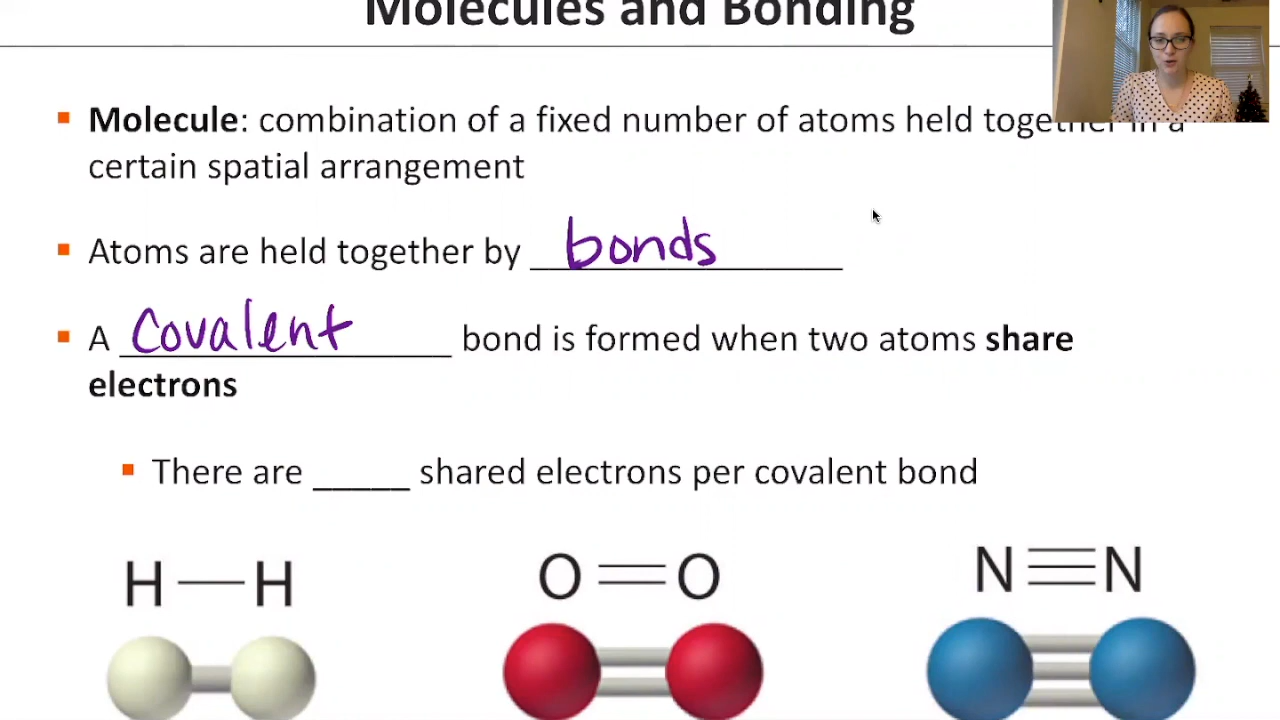 Molecules and Bonding
▪ Molecule: combination of a fixed number of atoms held together in a
certain spatial arrangement
▪ Atoms are held together by bonds
▪ A covalent bond is formed when two atoms share
electrons
▪ There are _____ shared electrons per covalent bond
H—H O=O N≡N